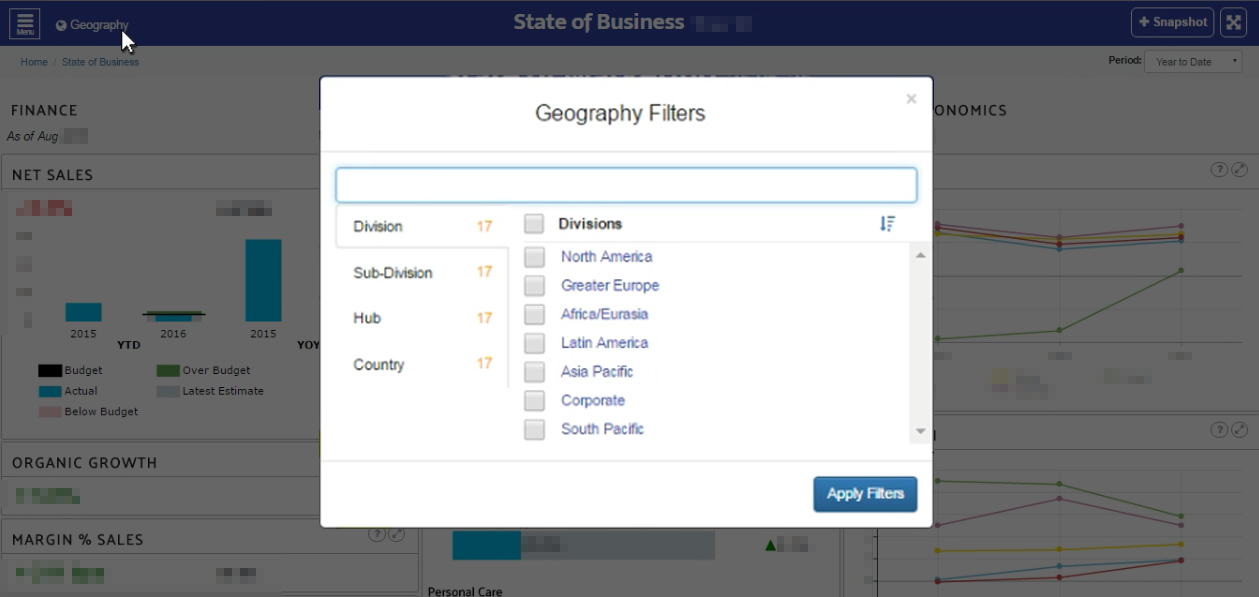 Menu
Geography
State of Business
+ Snapshot
Home / State of Business
Period:
Year to Date
FINANCE
As of Aug
NET SALES
2015
2016
2015
YTD
YOY
Budget
Over Budget
Actual
Latest Estimate
Below Budget
ORGANIC GROWTH
MARGIN % SALES
Geography Filters
×
Division 17
Sub-Division 17
Hub 17
Country 17
Divisions
North America
Greater Europe
Africa/Eurasia
Latin America
Asia Pacific
Corporate
South Pacific
Apply Filters
ONOMICS
?
?
?
Personal Care